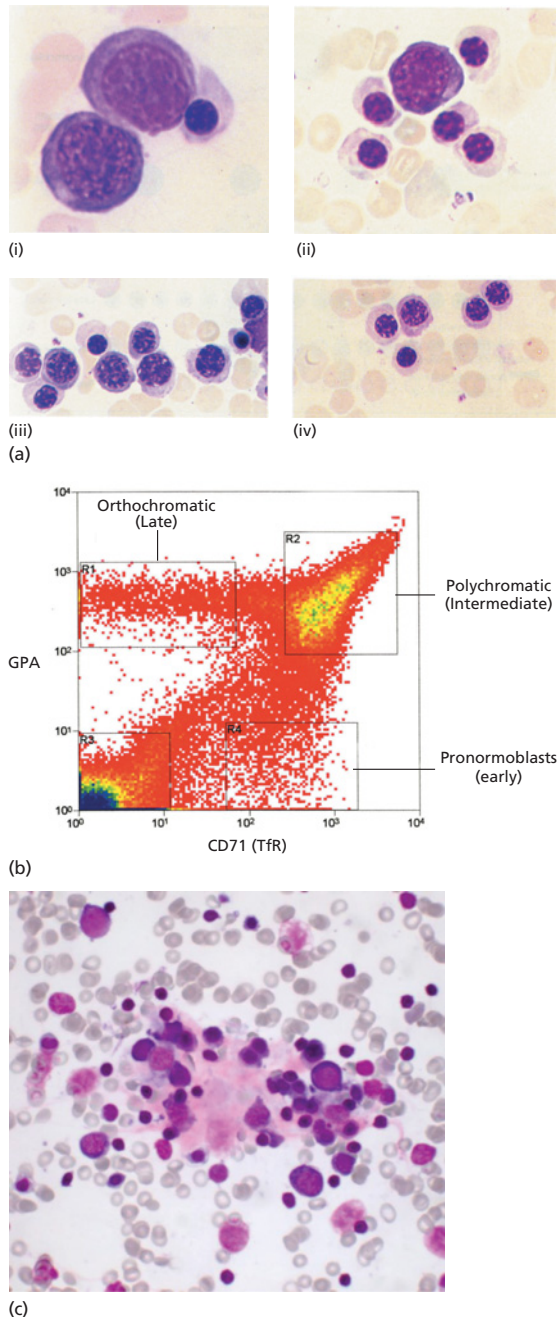 (i)
(ii)
(iii)
(iv)
(a)
Orthochromatic
(Late)
10⁴
R1
R2
10³
Polychromatic
(Intermediate)
GPA
10²
10¹
R3
R4
Pronormoblasts
(early)
10⁰
10⁰
10¹
10²
10³
10⁴
CD71 (TfR)
(b)
(c)